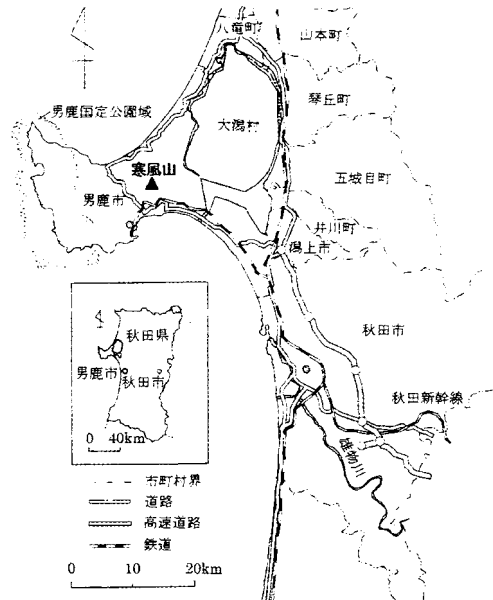 八竜町
山本町
琴丘町
男鹿国定公園域
大潟村
寒風山
五城目町
男鹿市
井川町
潟上市
秋田市
秋田県
男鹿市
秋田市
0 40km
秋田新幹線
雄物川
市町村界
道路
高速道路
鉄道
0 10 20km